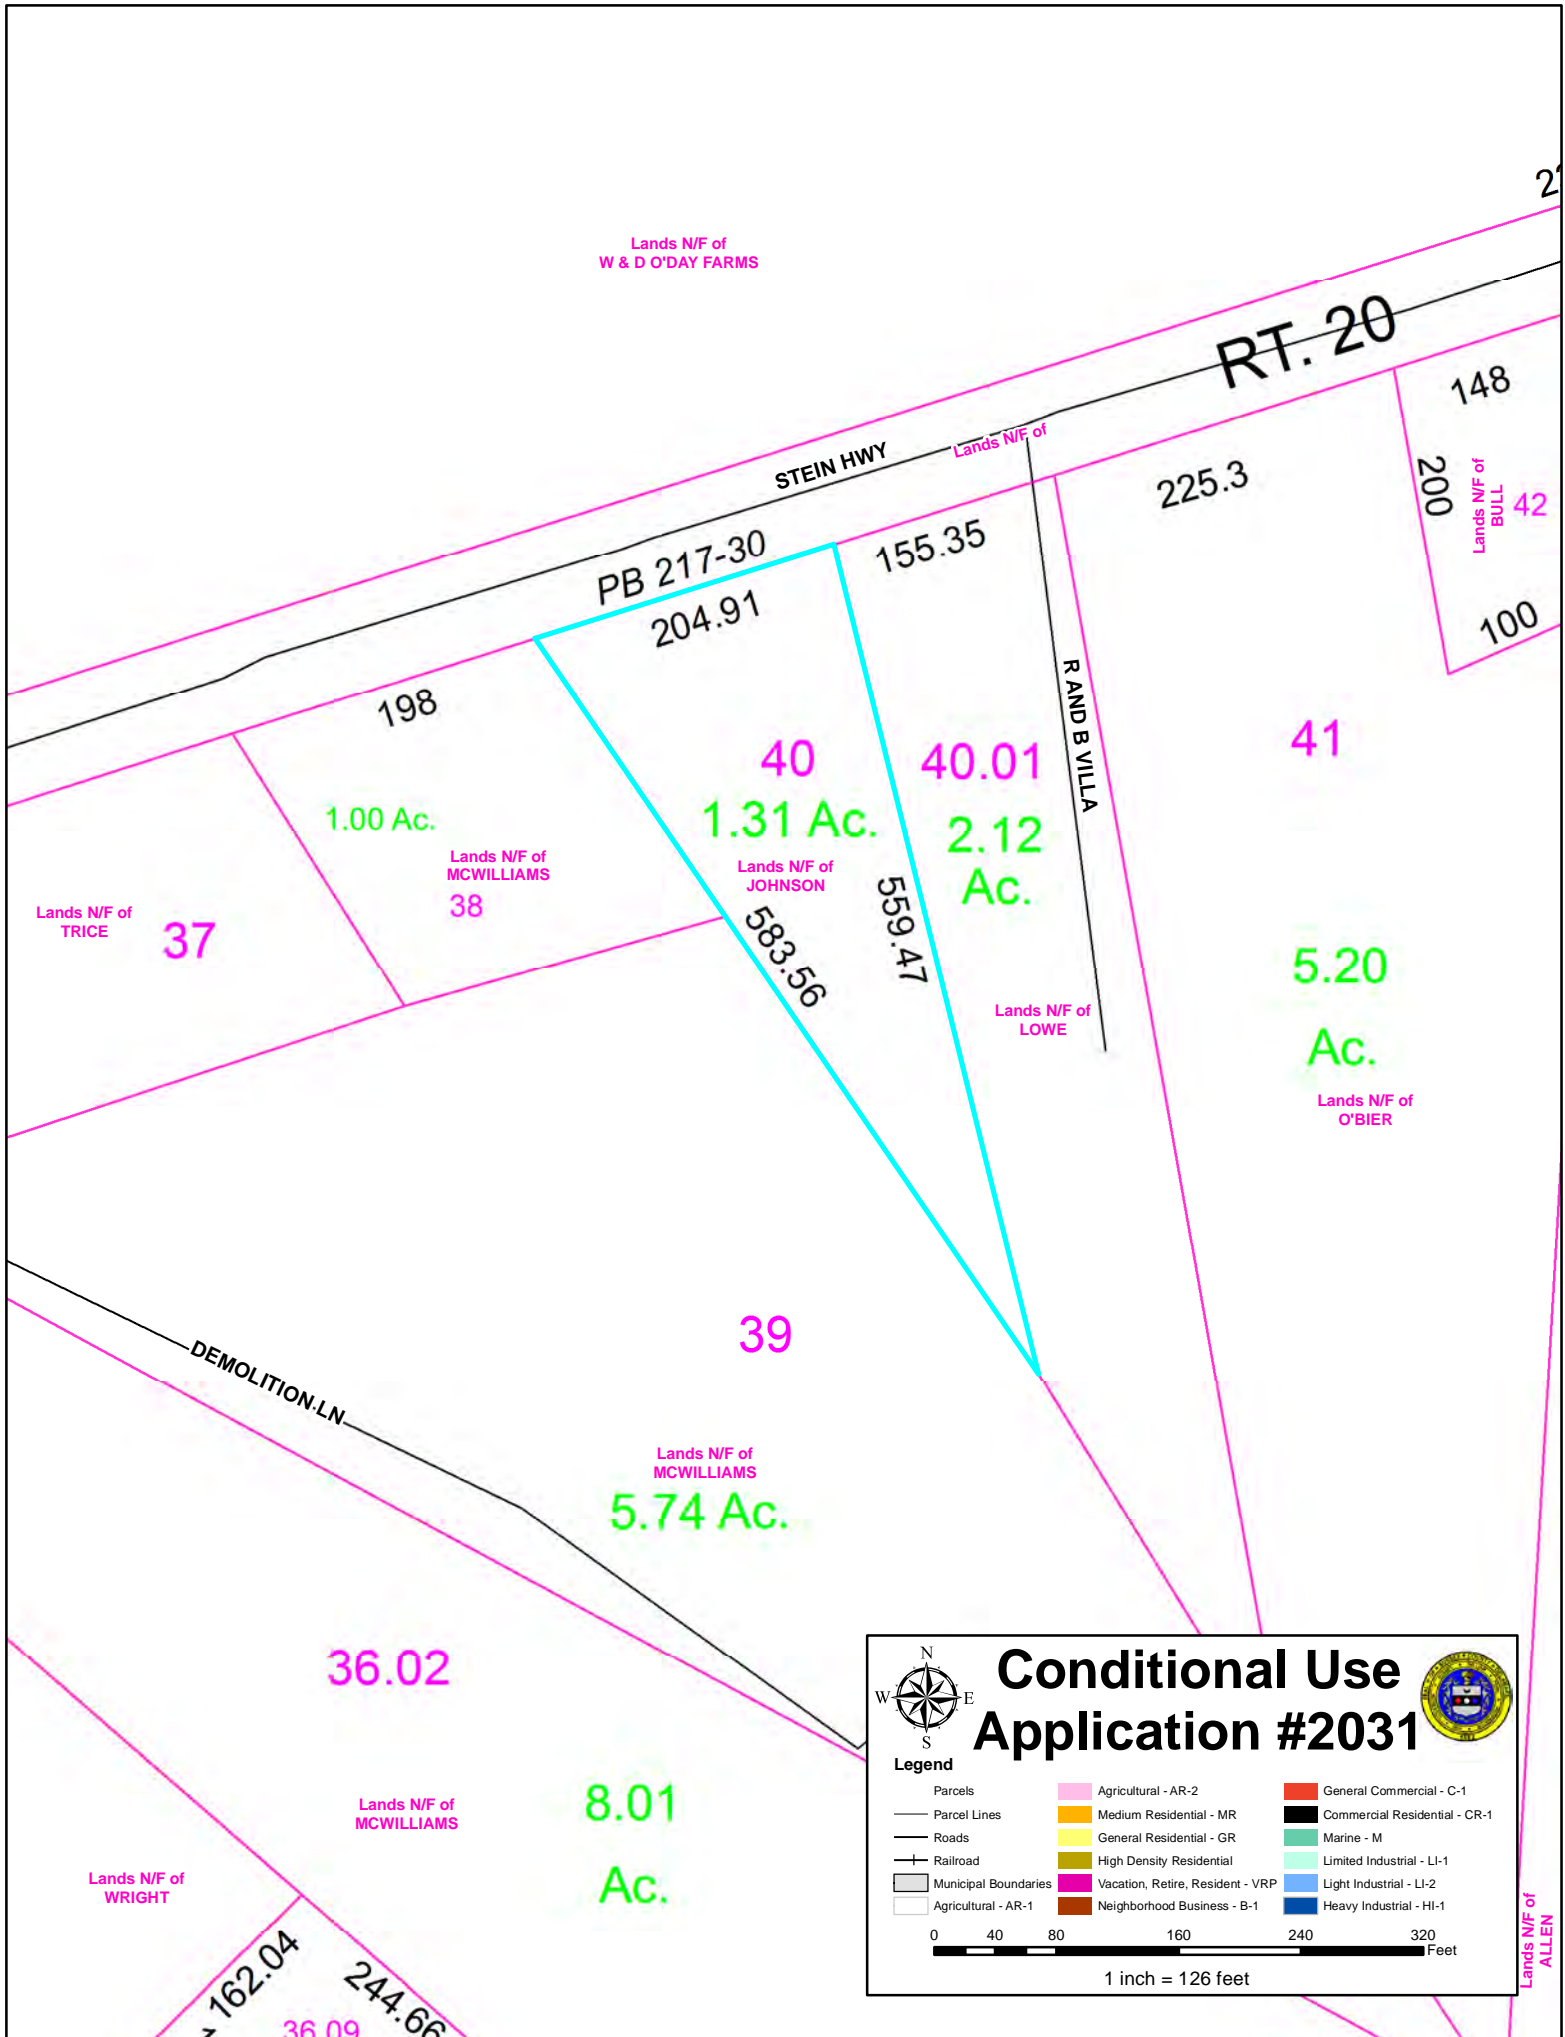 Lands N/F of
W & D O'DAY FARMS
RT. 20
148
STEIN HWY
Lands N/F of
225.3
200
Lands N/F of
BULL
42
PB 217-30
155.35
204.91
100
198
R AND B VILLA
40
40.01
41
1.00 Ac.
1.31 Ac.
2.12
Ac.
Lands N/F of
MCWILLIAMS
38
Lands N/F of
JOHNSON
Lands N/F of
TRICE
37
583.56
559.47
5.20
Ac.
Lands N/F of
LOWE
Lands N/F of
O'BIER
39
DEMOLITION LN
Lands N/F of
MCWILLIAMS
5.74 Ac.
36.02
Lands N/F of
MCWILLIAMS
8.01
Ac.
Lands N/F of
WRIGHT
162.04
244.66
36.09
N
W
E
S
Conditional Use
Application #2031
Legend
Parcels
Parcel Lines
Roads
Railroad
Municipal Boundaries
Agricultural - AR-1
Agricultural - AR-2
Medium Residential - MR
General Residential - GR
High Density Residential
Vacation, Retire, Resident - VRP
Neighborhood Business - B-1
General Commercial - C-1
Commercial Residential - CR-1
Marine - M
Limited Industrial - LI-1
Light Industrial - LI-2
Heavy Industrial - HI-1
0 40 80 160 240 320
Feet
1 inch = 126 feet
Lands N/F of
ALLEN